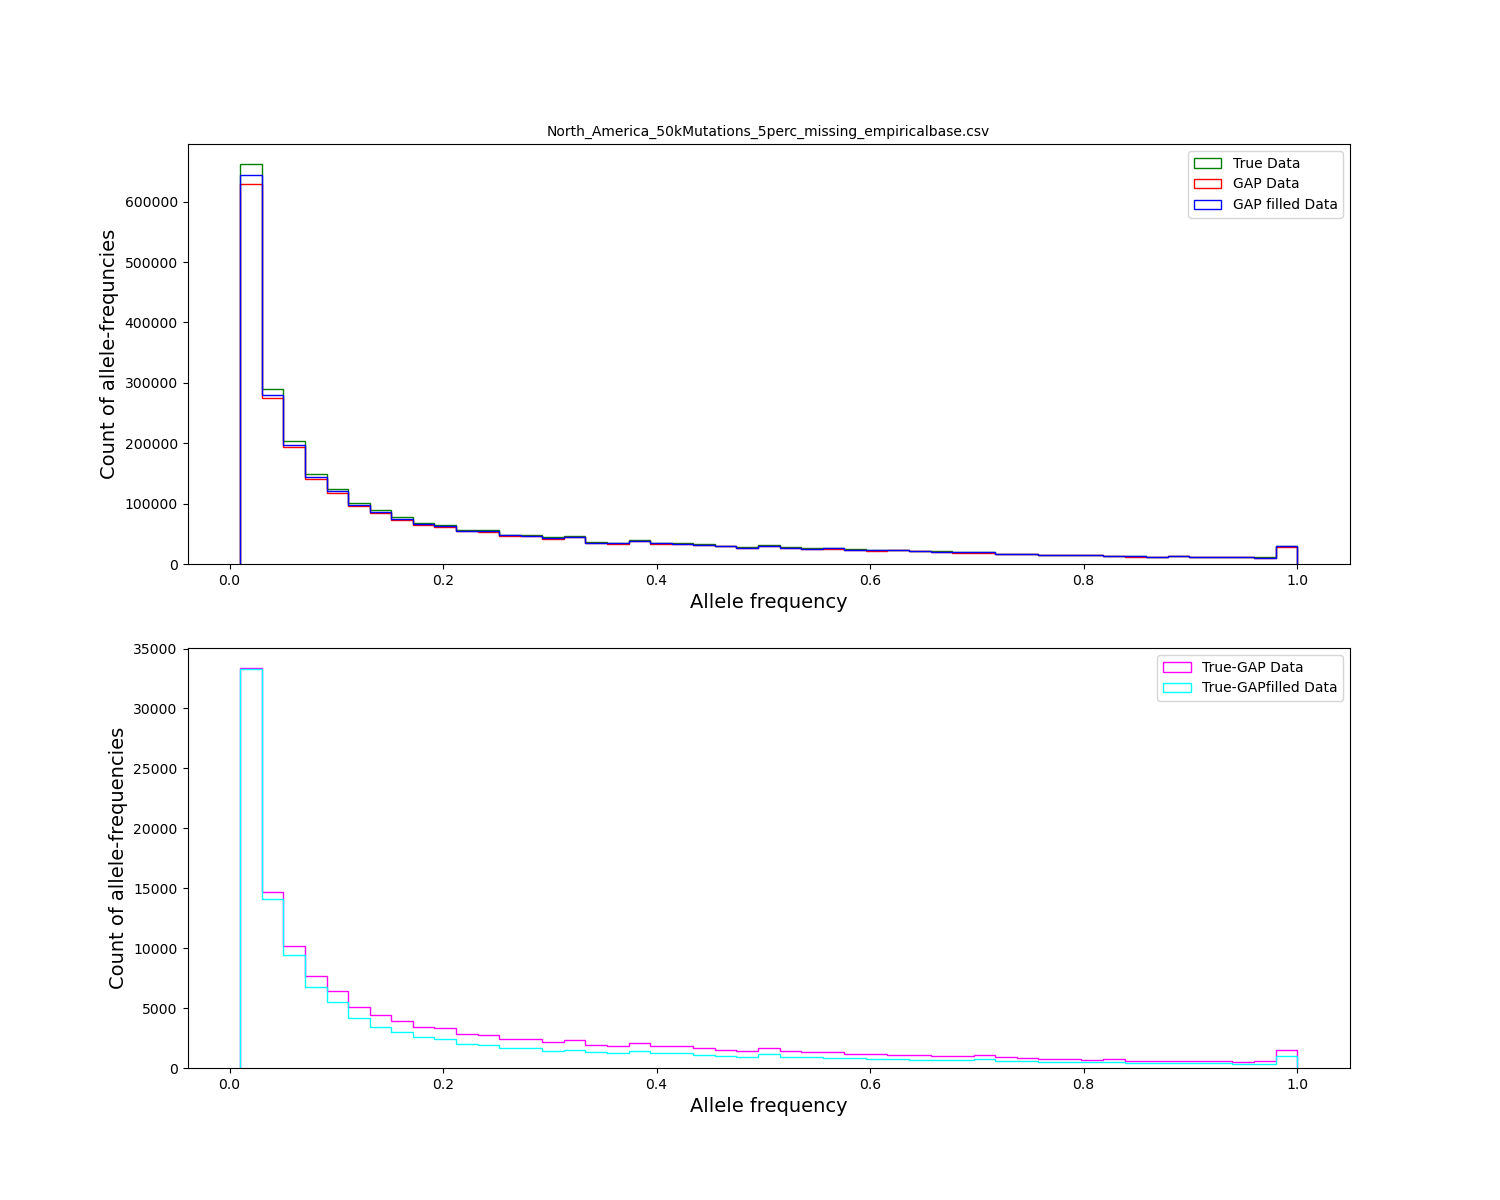 North_America_50kMutations_5perc_missing_empiricalbase.csv
True Data
GAP Data
GAP filled Data
Count of allele-frequncies
600000
500000
400000
300000
200000
100000
0
0.0 0.2 0.4 0.6 0.8 1.0
Allele frequency
True-GAP Data
True-GAPfilled Data
Count of allele-frequencies
35000
30000
25000
20000
15000
10000
5000
0
0.0 0.2 0.4 0.6 0.8 1.0
Allele frequency